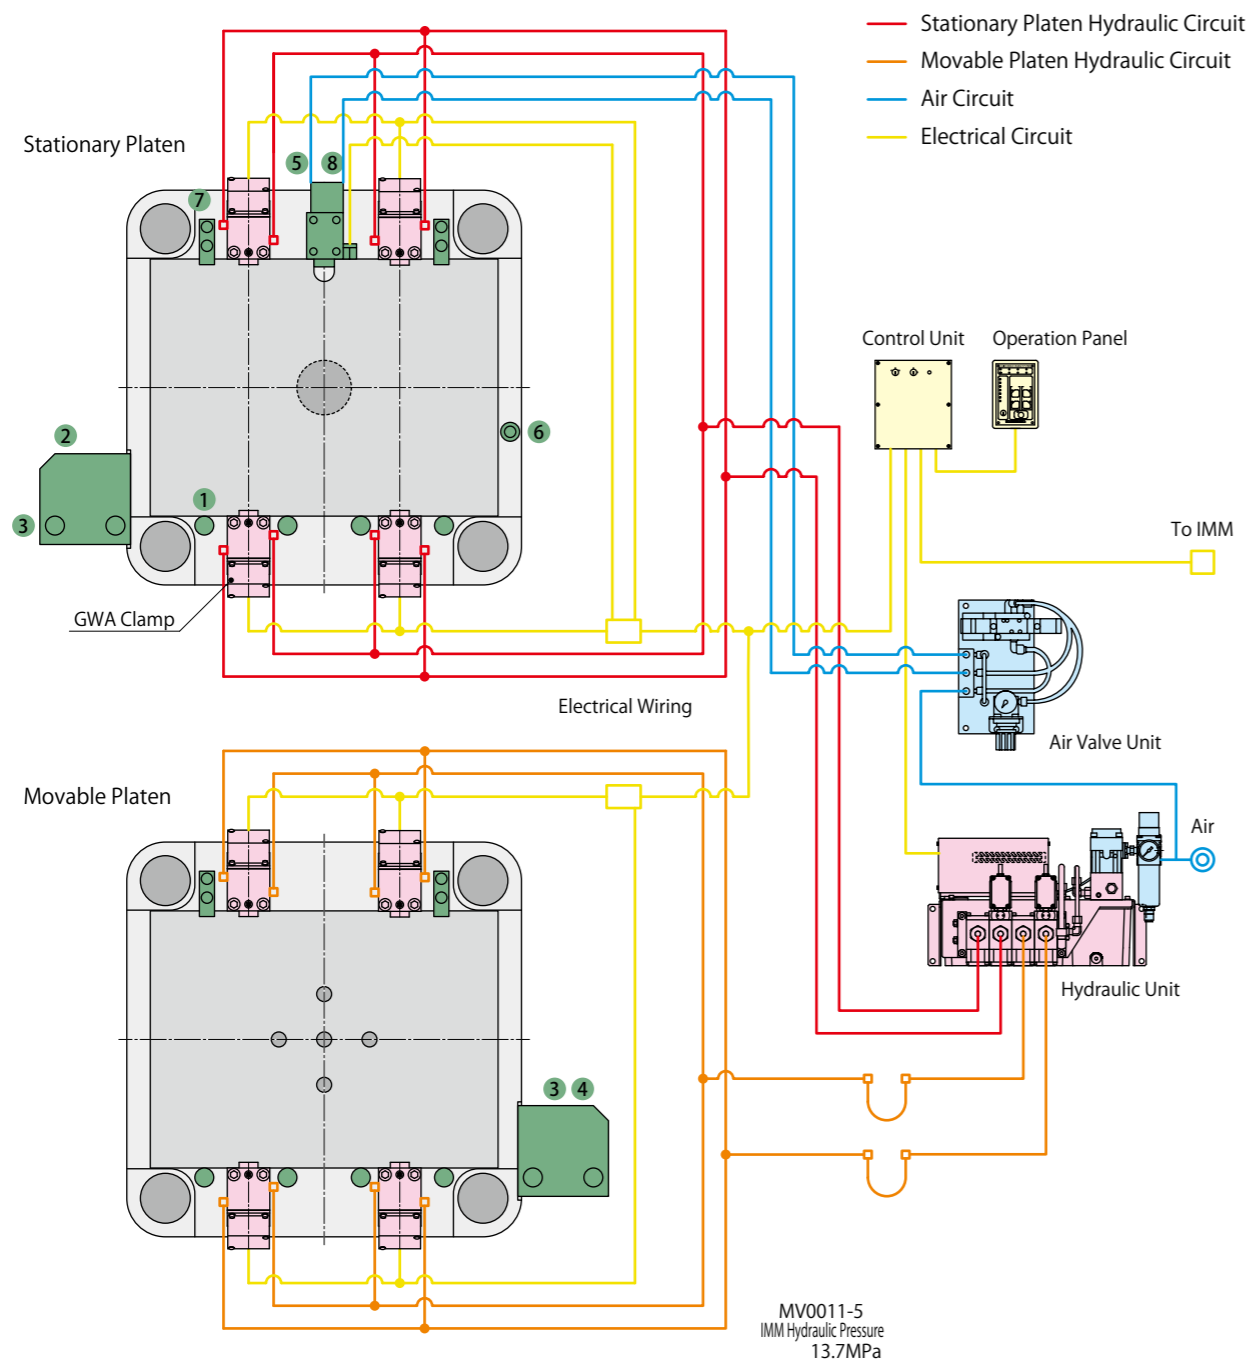 Stationary Platen Hydraulic Circuit
Movable Platen Hydraulic Circuit
Air Circuit
Electrical Circuit
Stationary Platen
5 8
7
Control Unit Operation Panel
2
6
1
3
To IMM
GWA Clamp
Electrical Wiring
Air Valve Unit
Movable Platen
Air
Hydraulic Unit
3 4
MV0011-5
IMM Hydraulic Pressure
13.7MPa